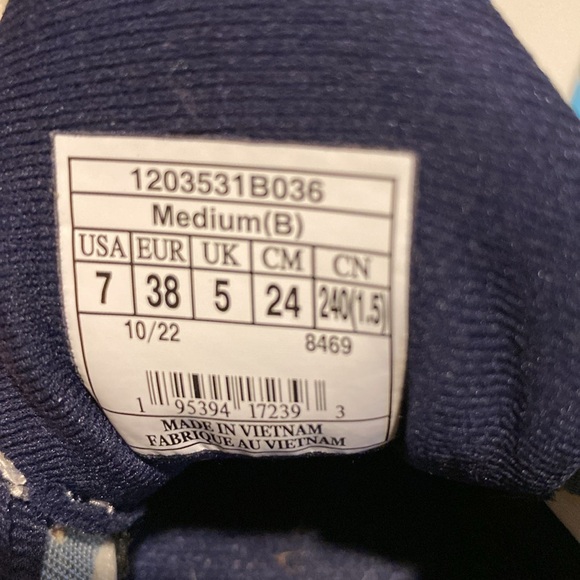 1203531B036
Medium(B)
USA EUR UK CM CN
7 38 5 24 240(1.5)
10/22 8469
1 95394 17239 3
MADE IN VIETNAM
FABRIQUE AU VIETNAM